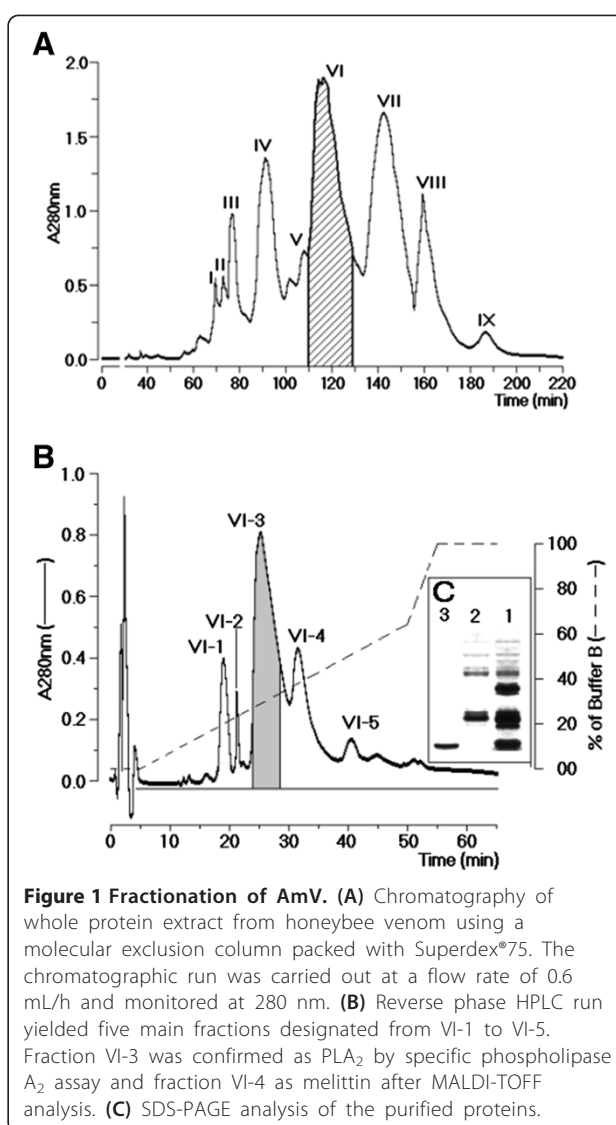 A
2.0
1.5
1.0
0.5
0.0
A280nm
I
II
III
IV
V
VI
VII
VIII
IX
0 40 60 80 100 120 140 160 180 200 220
Time (min)
B
1.0
0.8
0.6
0.4
0.2
0.0
A280nm (——)
VI-1
VI-2
VI-3
VI-4
VI-5
C
3 2 1
100
80
60
40
20
00
% of Buffer B (- - - - -)
0 10 20 30 40 50 60
Time (min)
Figure 1 Fractionation of AmV. (A) Chromatography of
whole protein extract from honeybee venom using a
molecular exclusion column packed with Superdex®75. The
chromatographic run was carried out at a flow rate of 0.6
mL/h and monitored at 280 nm. (B) Reverse phase HPLC run
yielded five main fractions designated from VI-1 to VI-5.
Fraction VI-3 was confirmed as PLA₂ by specific phospholipase
A₂ assay and fraction VI-4 as melittin after MALDI-TOFF
analysis. (C) SDS-PAGE analysis of the purified proteins.